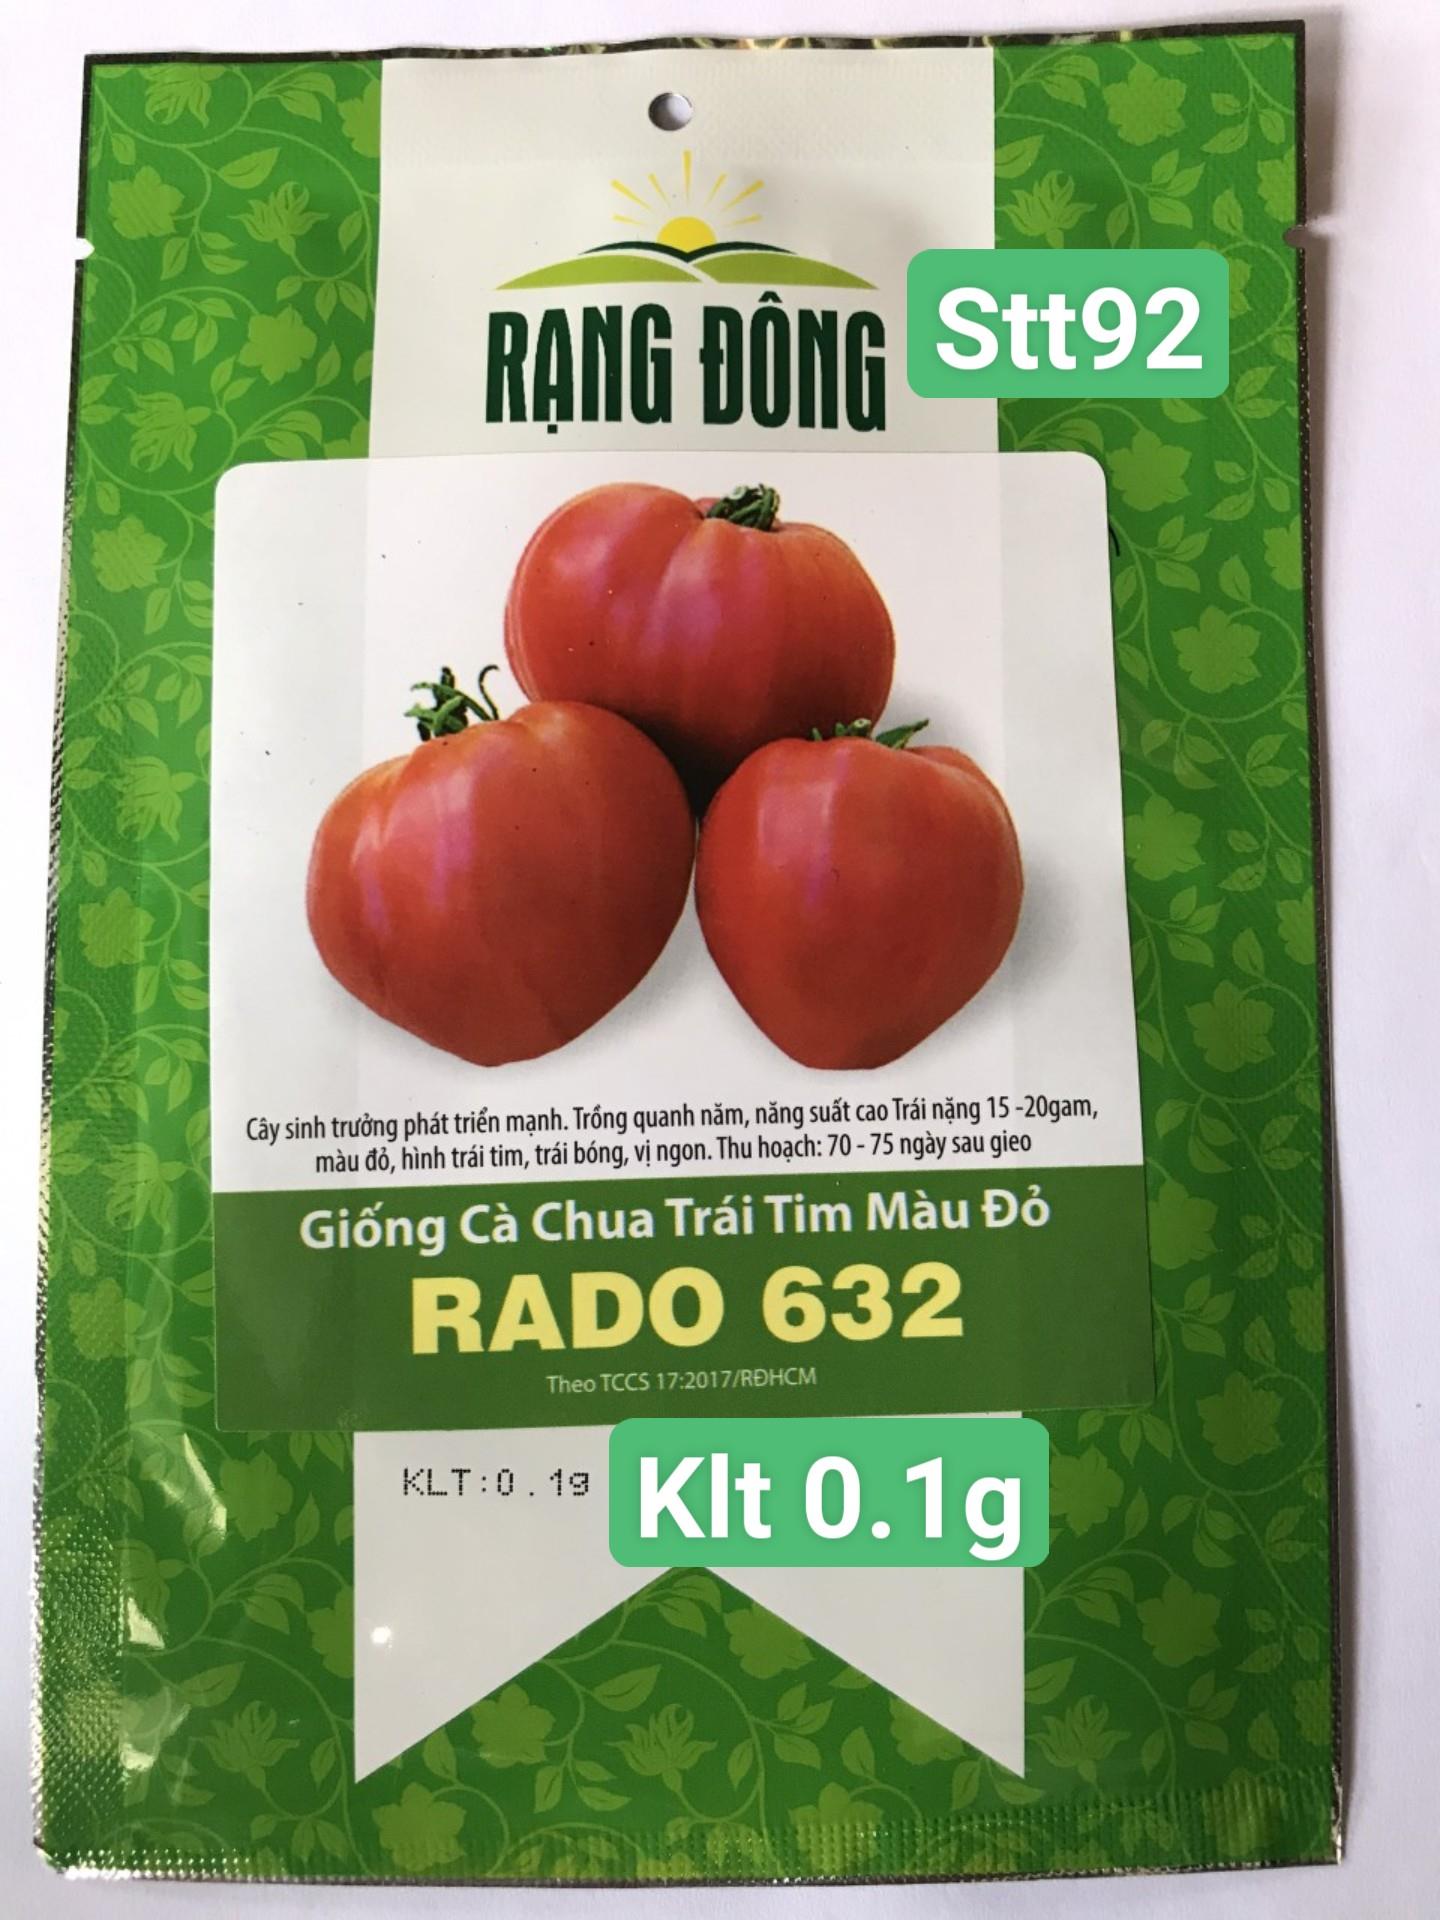 RẠNG ĐÔNG
Stt92
Cây sinh trưởng phát triển mạnh. Trồng quanh năm, năng suất cao Trái nặng 15 -20gam,
màu đỏ, hình trái tim, trái bóng, vị ngon. Thu hoạch: 70 - 75 ngày sau gieo
Giống Cà Chua Trái Tim Màu Đỏ
RADO 632
Theo TCCS 17:2017/RĐHCM
KLT:0.1g
Klt 0.1g